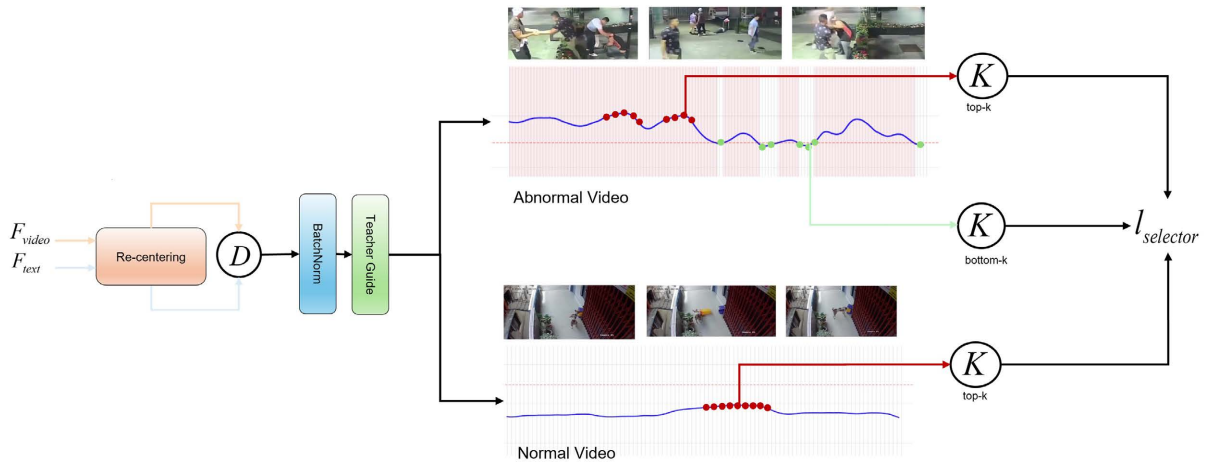 K
top-k
Abnormal Video
F_video
F_text
Re-centering
D
BatchNorm
Teacher Guide
K
bottom-k
l_selector
K
top-k
Normal Video